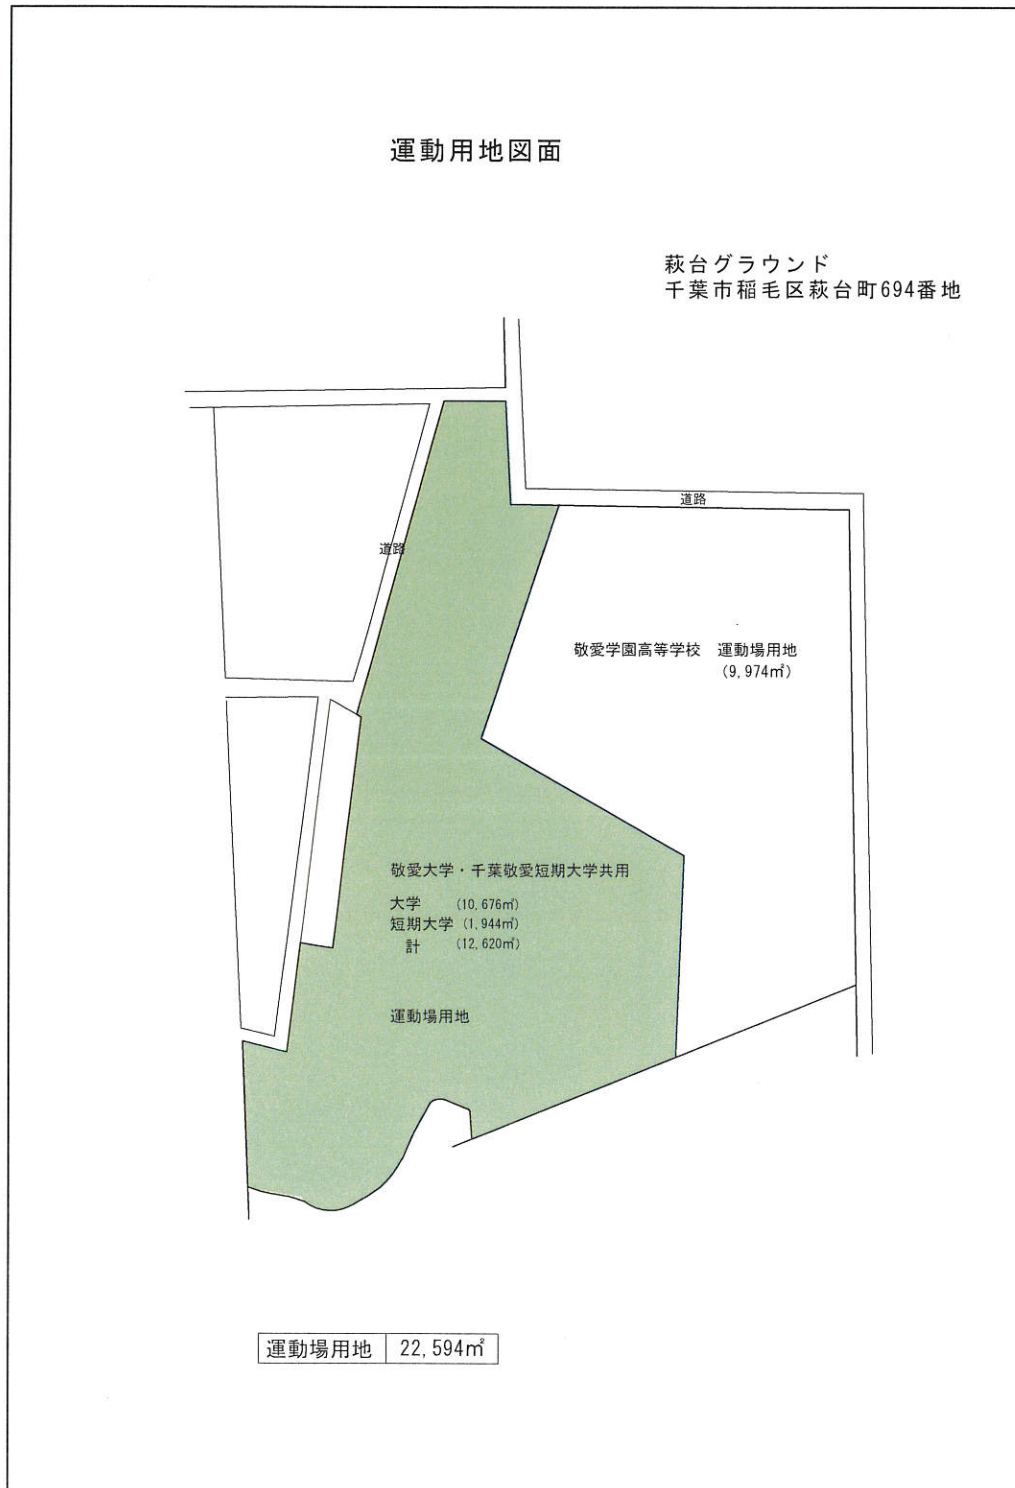 運動用地図面
萩台グラウンド
千葉市稲毛区萩台町694番地
道路
道路
敬愛学園高等学校　運動場用地
(9,974㎡)
敬愛大学・千葉敬愛短期大学共用
大学 (10,676㎡)
短期大学 (1,944㎡)
計 (12,620㎡)
運動場用地
運動場用地 22,594㎡